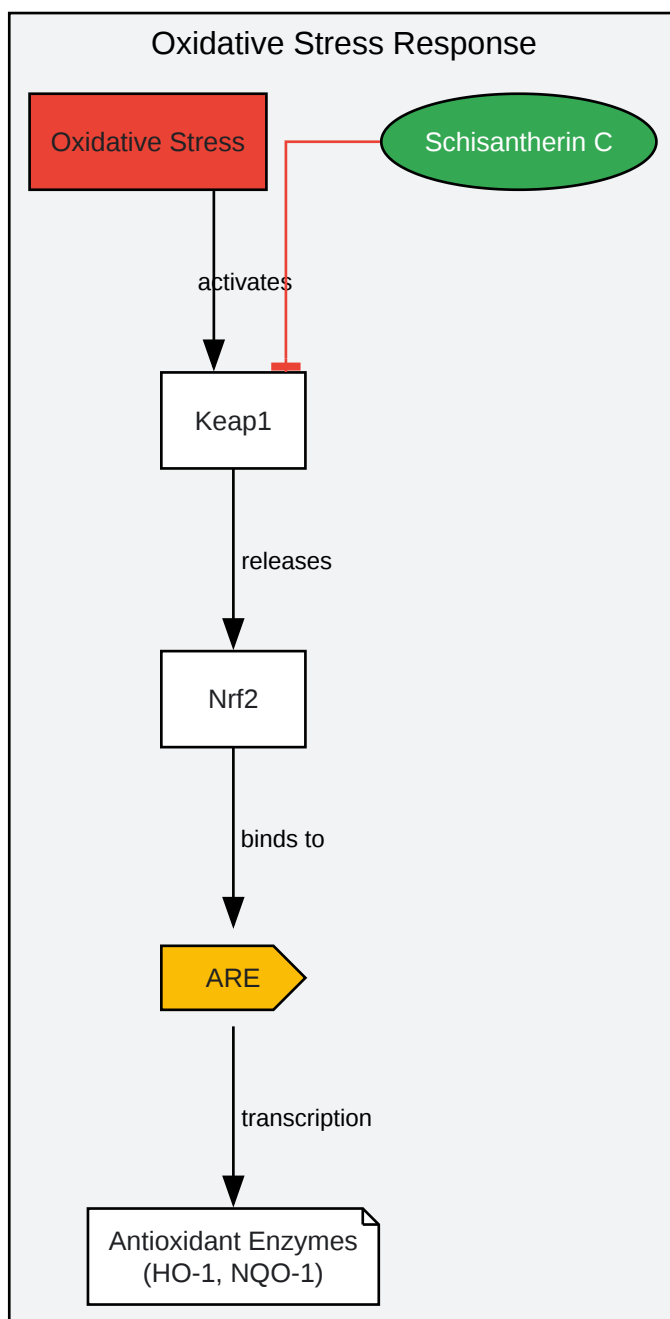 Oxidative Stress Response
Oxidative Stress
Schisantherin C
activates
Keap1
releases
Nrf2
binds to
ARE
transcription
Antioxidant Enzymes
(HO-1, NQO-1)